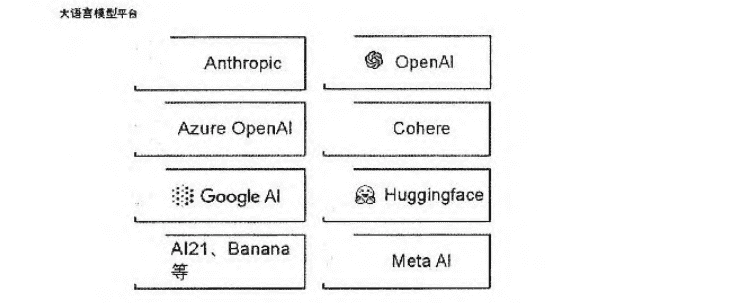 大语言模型平台
Anthropic
OpenAI
Azure OpenAI
Cohere
Google AI
Huggingface
AI21、Banana
等
Meta AI